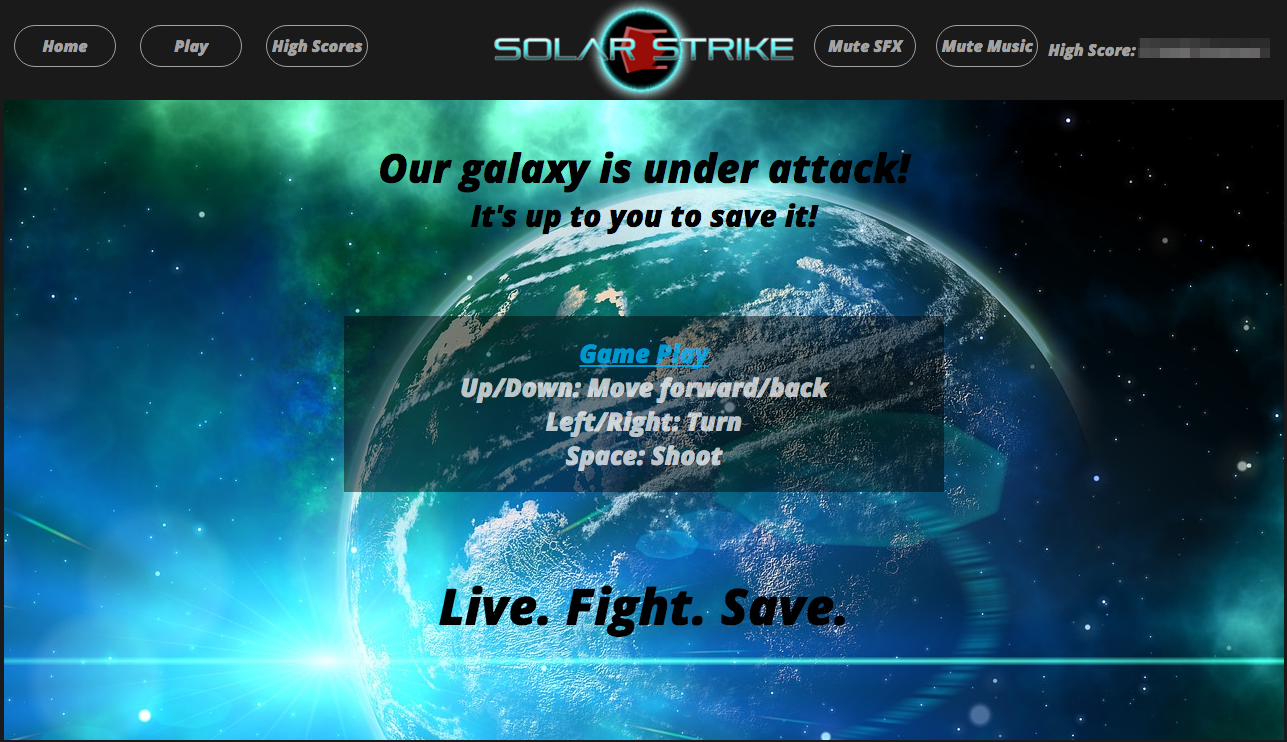 Home
Play
High Scores
SOLAR STRIKE
Mute SFX
Mute Music
High Score:
Our galaxy is under attack!
It's up to you to save it!
Game Play
Up/Down: Move forward/back
Left/Right: Turn
Space: Shoot
Live. Fight. Save.